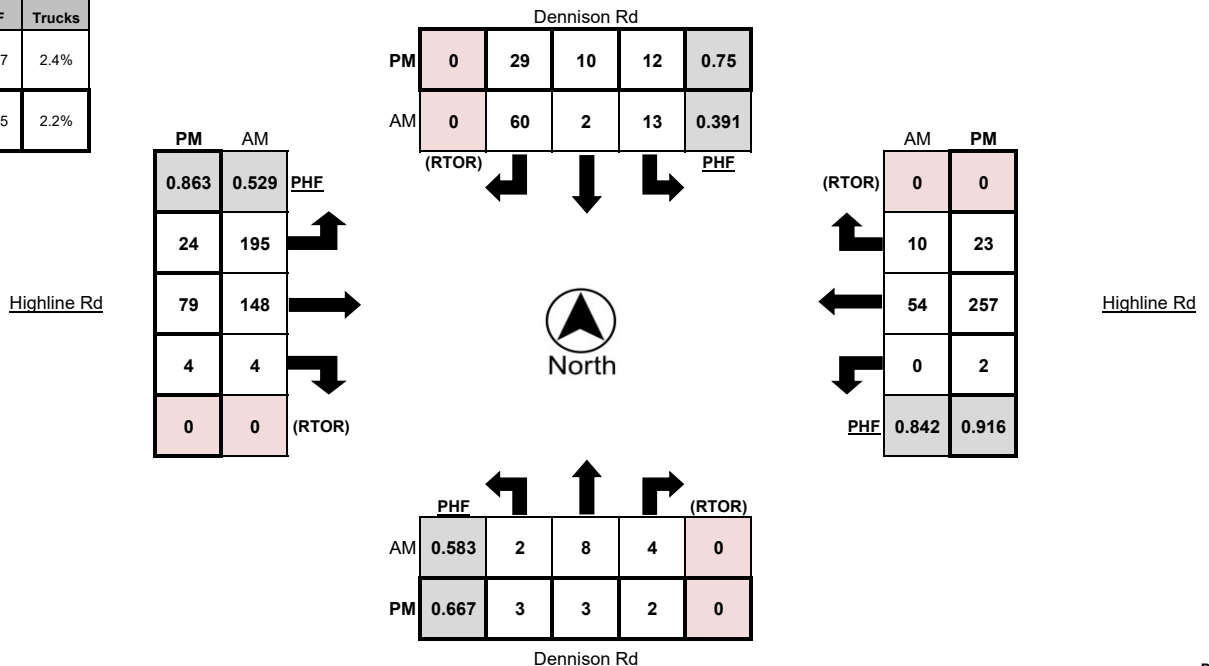 Trucks
2.4%
2.2%
Dennison Rd
PM 0 29 10 12 0.75
AM 0 60 2 13 0.391
(RTOR) PHF
PM AM
0.863 0.529 PHF
24 195
79 148
4 4
0 0 (RTOR)
Highline Rd
North
AM PM
(RTOR) 0 0
10 23
54 257
0 2
PHF 0.842 0.916
Highline Rd
PHF (RTOR)
AM 0.583 2 8 4 0
PM 0.667 3 3 2 0
Dennison Rd